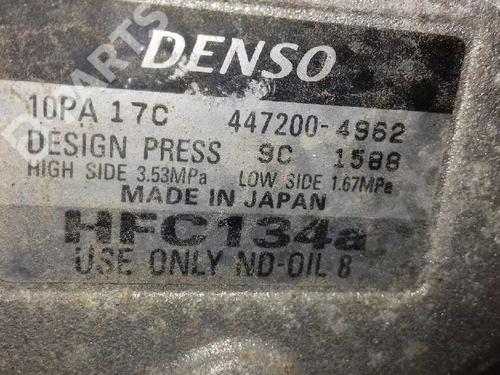 DENSO
10PA 17C 447200-4962
DESIGN PRESS 9C 1588
HIGH SIDE 3.53MPa LOW SIDE 1.67MPa
MADE IN JAPAN
HFC134a
USE ONLY ND-OIL 8